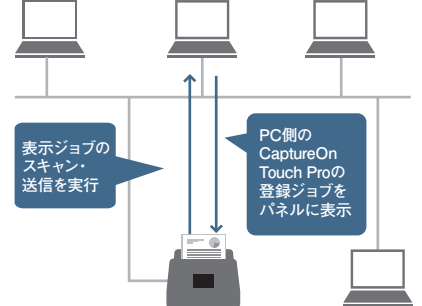 表示ジョブの
スキャン・
送信を実行
PC側の
CaptureOn
Touch Proの
登録ジョブを
パネルに表示